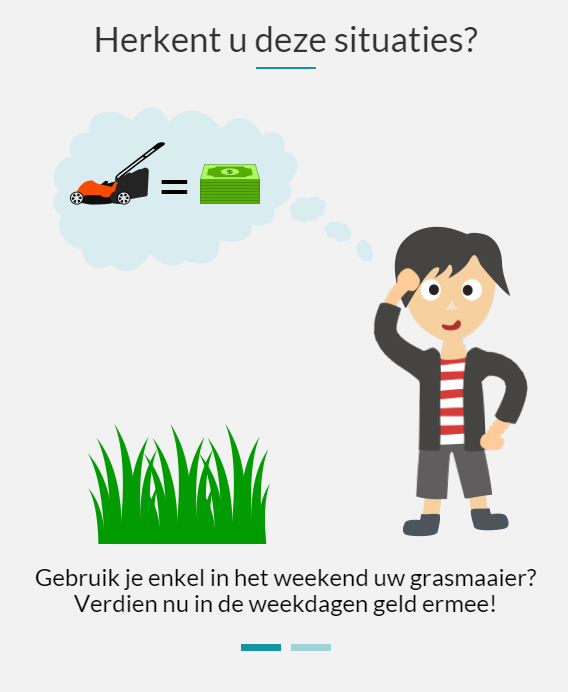 Herkent u deze situaties?
Gebruik je enkel in het weekend uw grasmaaier?
Verdien nu in de weekdagen geld ermee!